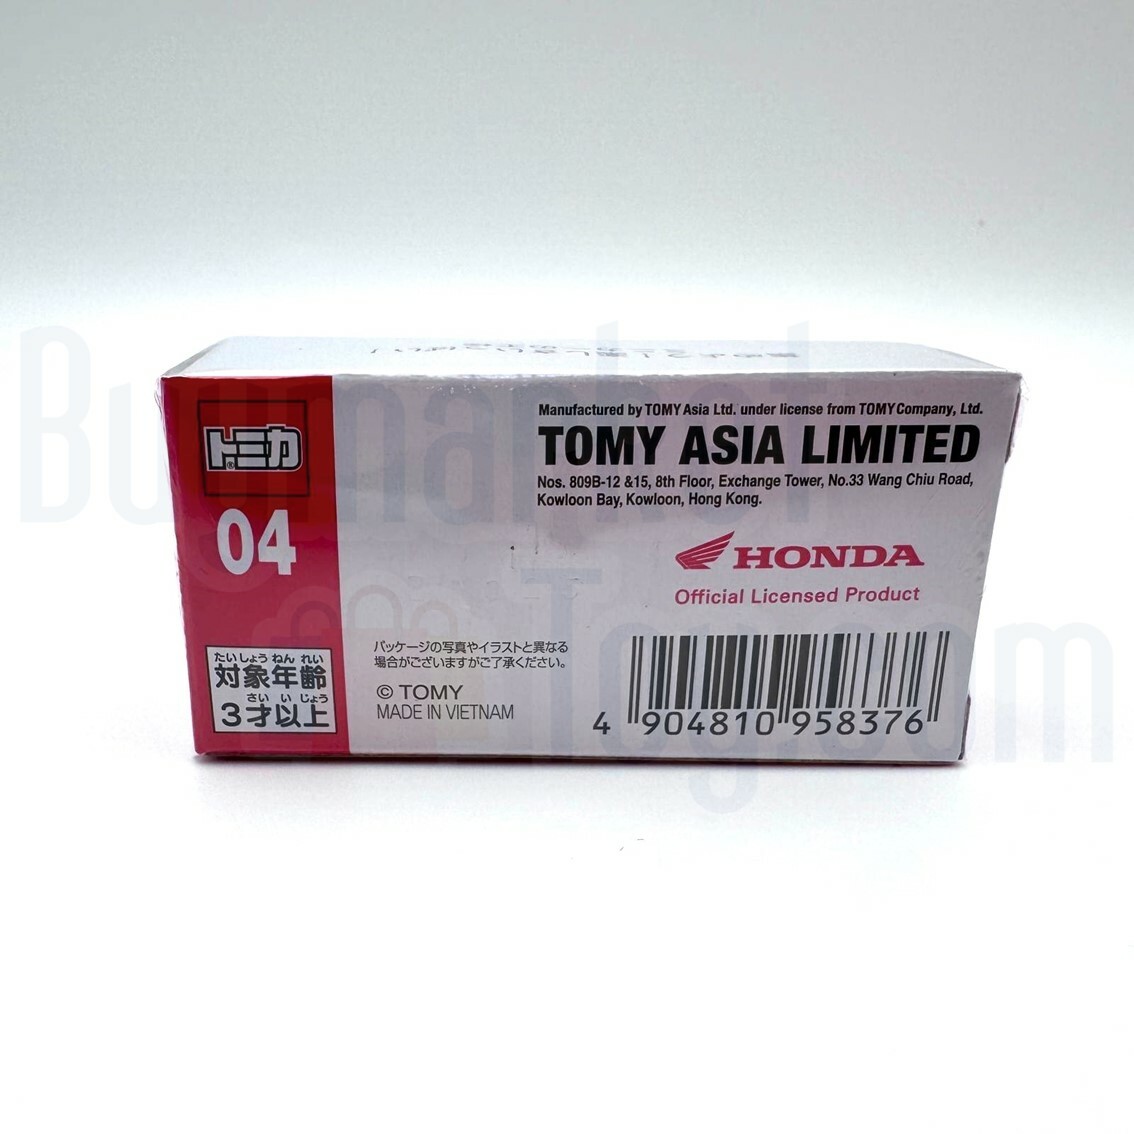 Manufactured by TOMY Asia Ltd. under license from TOMY Company, Ltd.
TOMY ASIA LIMITED
Nos. 809B-12 &15, 8th Floor, Exchange Tower, No.33 Wang Chiu Road,
Kowloon Bay, Kowloon, Hong Kong.
トミカ
®
04
HONDA
Official Licensed Product
たいしょう ねん れい
対象年齢
さい い じょう
3才以上
パッケージの写真やイラストと異なる
場合がございますがご了承ください。
© TOMY
MADE IN VIETNAM
4 904810 958376
Buymarket
Toy.com